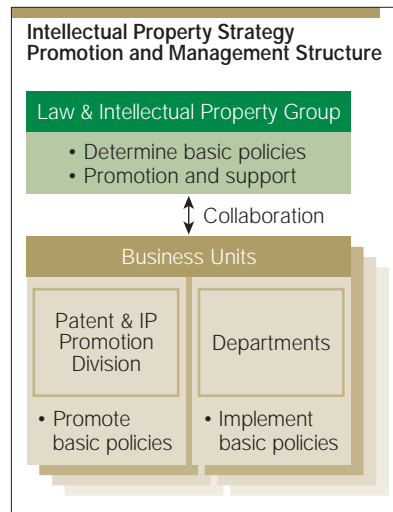 Intellectual Property Strategy
Promotion and Management Structure
Law & Intellectual Property Group
• Determine basic policies
• Promotion and support
Collaboration
Business Units
Patent & IP
Promotion
Division
• Promote
basic policies
Departments
• Implement
basic policies